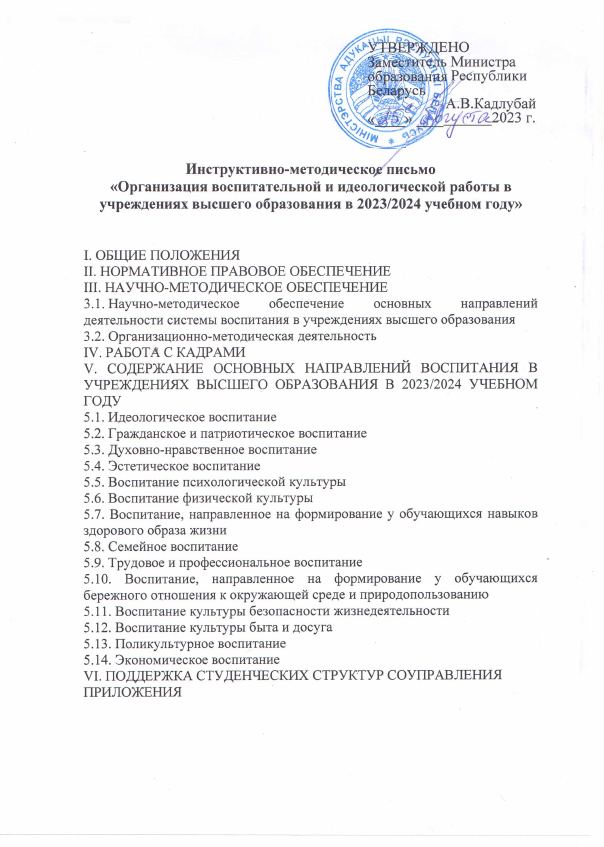 УТВЕРЖДЕНО
Заместитель Министра
образования Республики
Беларусь
А.В.Кадлубай
«15» августа 2023 г.
МІНІСТЭРСТВА АДУКАЦЫІ РЭСПУБЛІКІ БЕЛАРУСЬ
Инструктивно-методическое письмо
«Организация воспитательной и идеологической работы в
учреждениях высшего образования в 2023/2024 учебном году»
I. ОБЩИЕ ПОЛОЖЕНИЯ
II. НОРМАТИВНОЕ ПРАВОВОЕ ОБЕСПЕЧЕНИЕ
III. НАУЧНО-МЕТОДИЧЕСКОЕ ОБЕСПЕЧЕНИЕ
3.1. Научно-методическое обеспечение основных направлений
деятельности системы воспитания в учреждениях высшего образования
3.2. Организационно-методическая деятельность
IV. РАБОТА С КАДРАМИ
V. СОДЕРЖАНИЕ ОСНОВНЫХ НАПРАВЛЕНИЙ ВОСПИТАНИЯ В
УЧРЕЖДЕНИЯХ ВЫСШЕГО ОБРАЗОВАНИЯ В 2023/2024 УЧЕБНОМ
ГОДУ
5.1. Идеологическое воспитание
5.2. Гражданское и патриотическое воспитание
5.3. Духовно-нравственное воспитание
5.4. Эстетическое воспитание
5.5. Воспитание психологической культуры
5.6. Воспитание физической культуры
5.7. Воспитание, направленное на формирование у обучающихся навыков
здорового образа жизни
5.8. Семейное воспитание
5.9. Трудовое и профессиональное воспитание
5.10. Воспитание, направленное на формирование у обучающихся
бережного отношения к окружающей среде и природопользованию
5.11. Воспитание культуры безопасности жизнедеятельности
5.12. Воспитание культуры быта и досуга
5.13. Поликультурное воспитание
5.14. Экономическое воспитание
VI. ПОДДЕРЖКА СТУДЕНЧЕСКИХ СТРУКТУР СОУПРАВЛЕНИЯ
ПРИЛОЖЕНИЯ